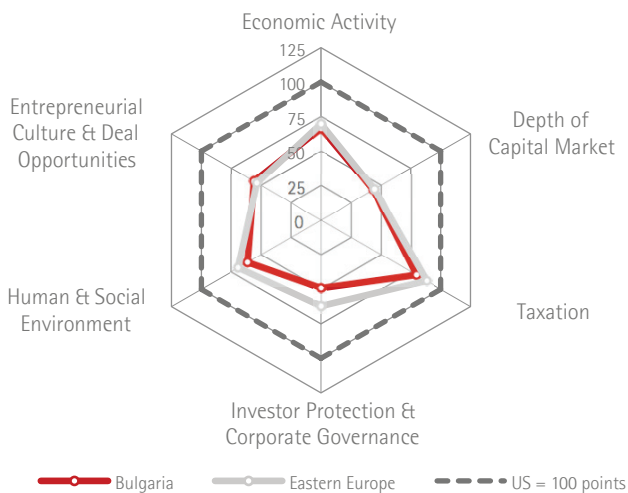 Economic Activity
125
100
75
50
25
0
Entrepreneurial
Culture & Deal
Opportunities
Depth of
Capital Market
Human & Social
Environment
Taxation
Investor Protection &
Corporate Governance
Bulgaria
Eastern Europe
US = 100 points